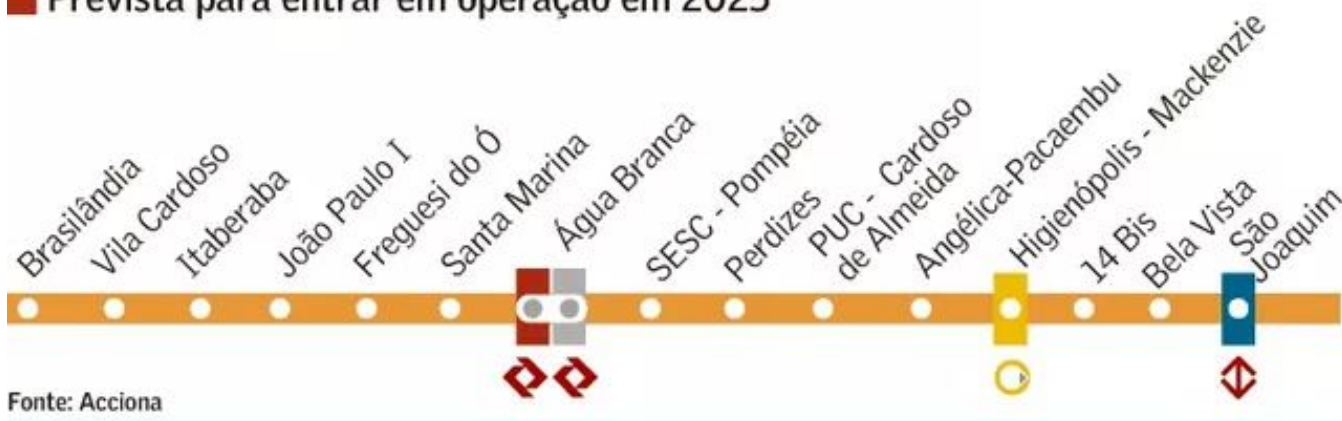 Prevista para entrar em operação em 2025
Brasilândia
Vila Cardoso
Itaberaba
João Paulo I
Freguesi do Ó
Santa Marina
Água Branca
SESC - Pompéia
Perdizes
PUC - Cardoso
de Almeida
Angélica-Pacaembu
Higienópolis - Mackenzie
14 Bis
Bela Vista
São
Joaquim
Fonte: Acciona